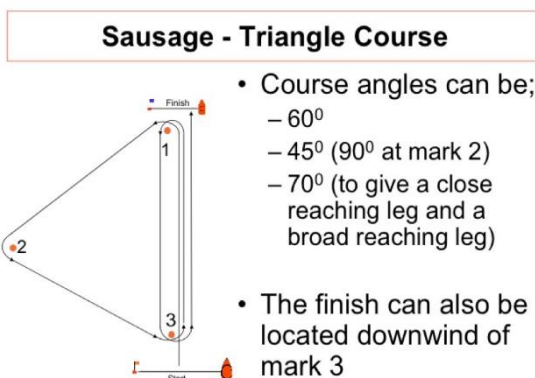 Sausage - Triangle Course
• Course angles can be;
– 60⁰
– 45⁰ (90⁰ at mark 2)
– 70⁰ (to give a close
reaching leg and a
broad reaching leg)
• The finish can also be
located downwind of
mark 3
Finish
1
2
3
Start